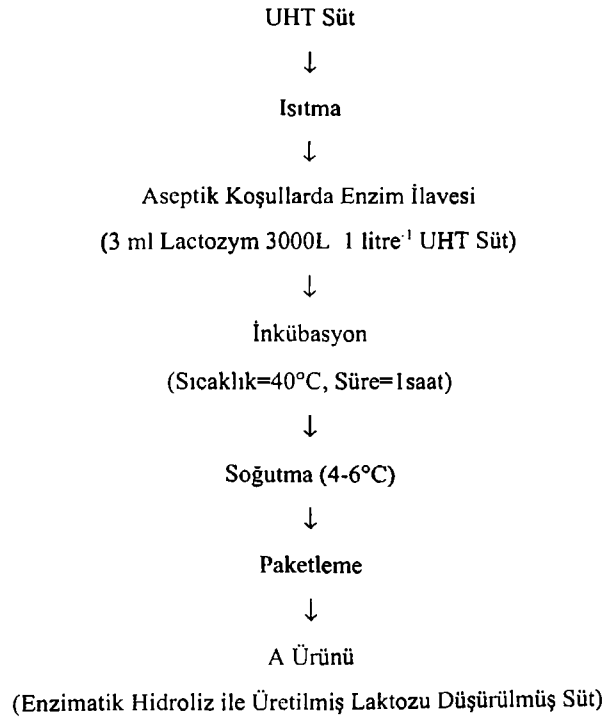 UHT Süt
↓
Isıtma
↓
Aseptik Koşullarda Enzim İlavesi
(3 ml Lactozym 3000L 1 litre⁻¹ UHT Süt)
↓
İnkübasyon
(Sıcaklık=40°C, Süre=1saat)
↓
Soğutma (4-6°C)
↓
Paketleme
↓
A Ürünü
(Enzimatik Hidroliz ile Üretilmiş Laktozu Düşürülmüş Süt)